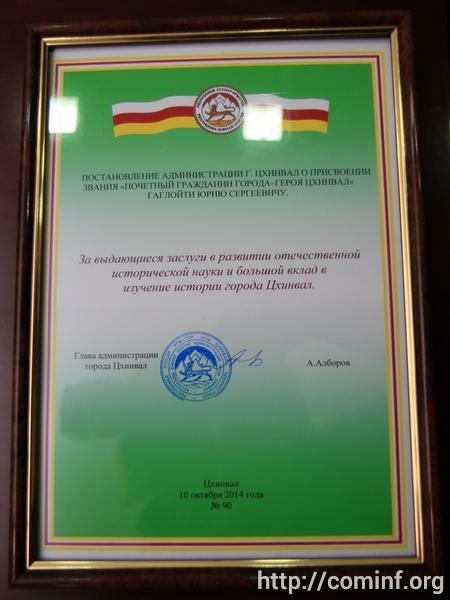 ПОСТАНОВЛЕНИЕ АДМИНИСТРАЦИИ Г. ЦХИНВАЛ О ПРИСВОЕНИИ
ЗВАНИЯ «ПОЧЕТНЫЙ ГРАЖДАНИН ГОРОДА–ГЕРОЯ ЦХИНВАЛ»
ГАГЛОЙТИ ЮРИЮ СЕРГЕЕВИЧУ.
За выдающиеся заслуги в развитии отечественной
исторической науки и большой вклад в
изучение истории города Цхинвал.
Глава администрации
города Цхинвал
А.Алборов
Цхинвал
10 октября 2014 года
№ 90
http://cominf.org